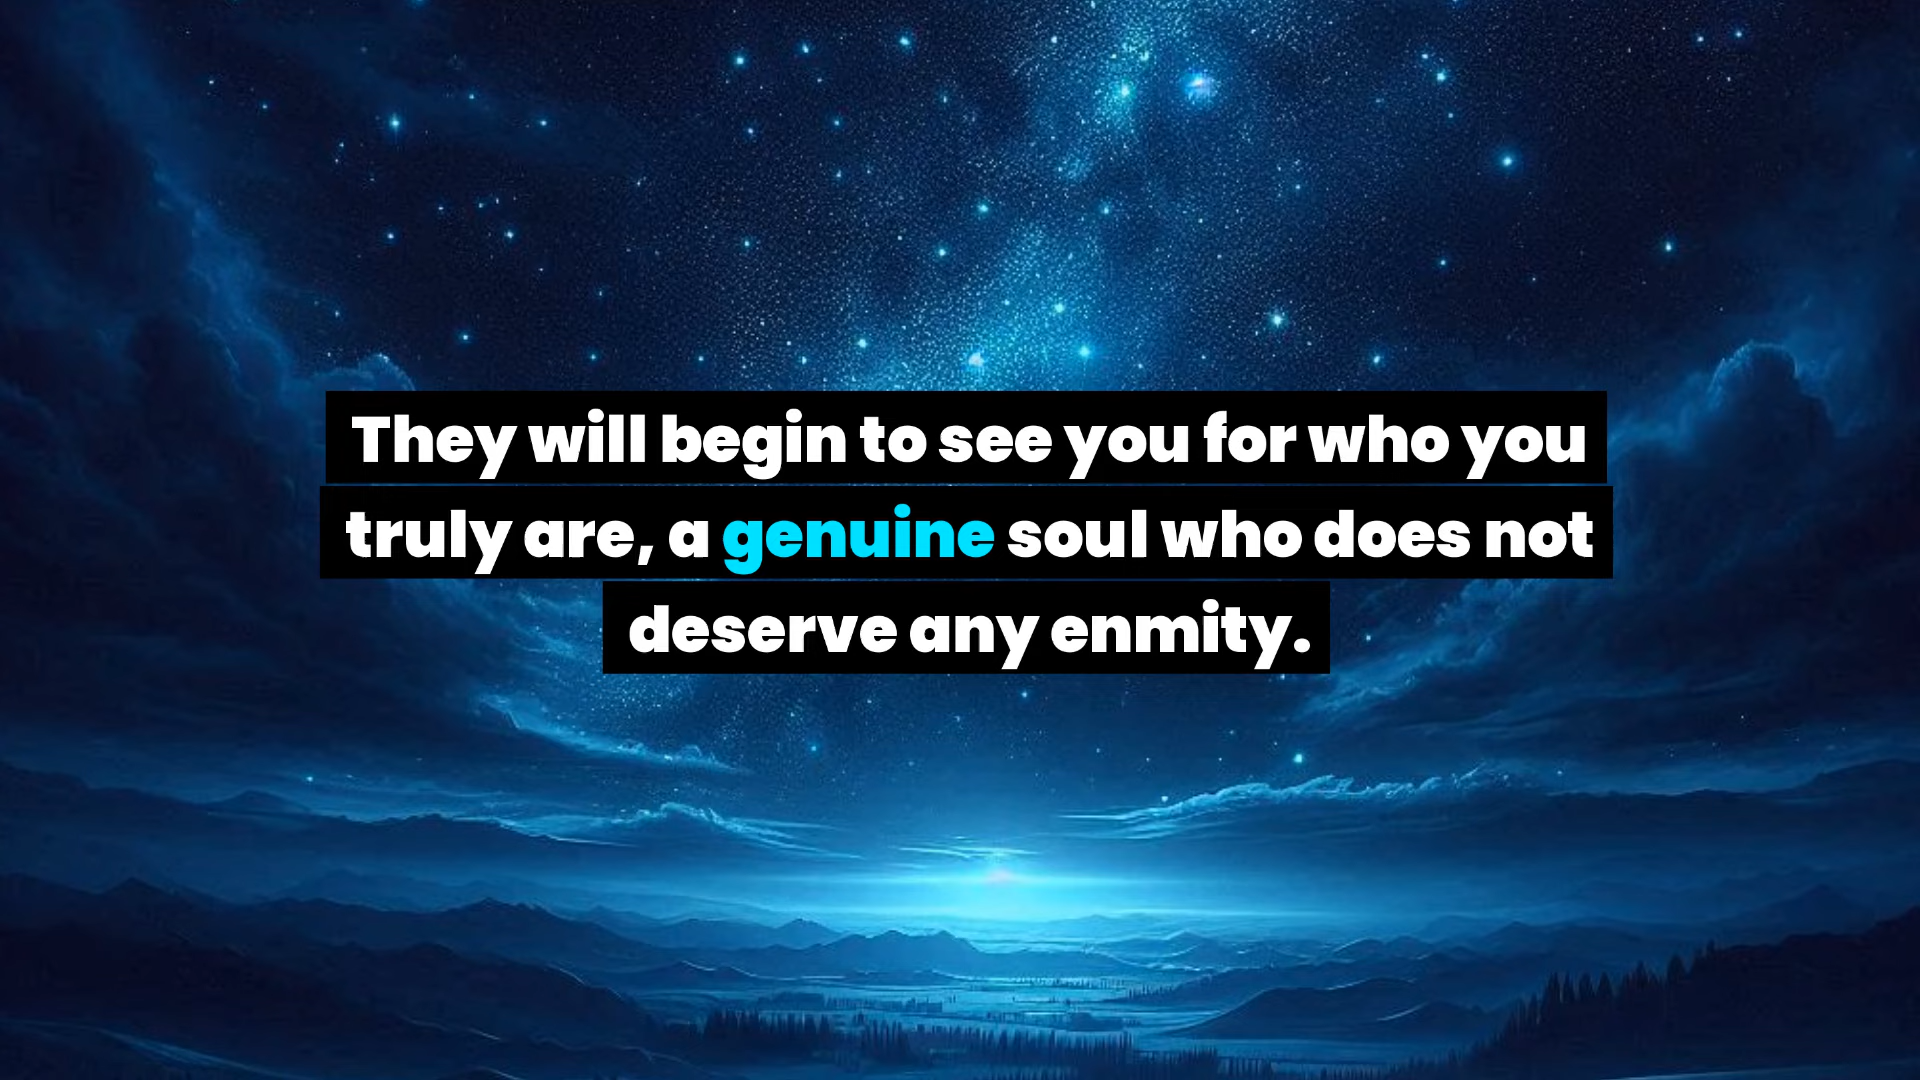 They will begin to see you for who you
truly are, a genuine soul who does not
deserve any enmity.